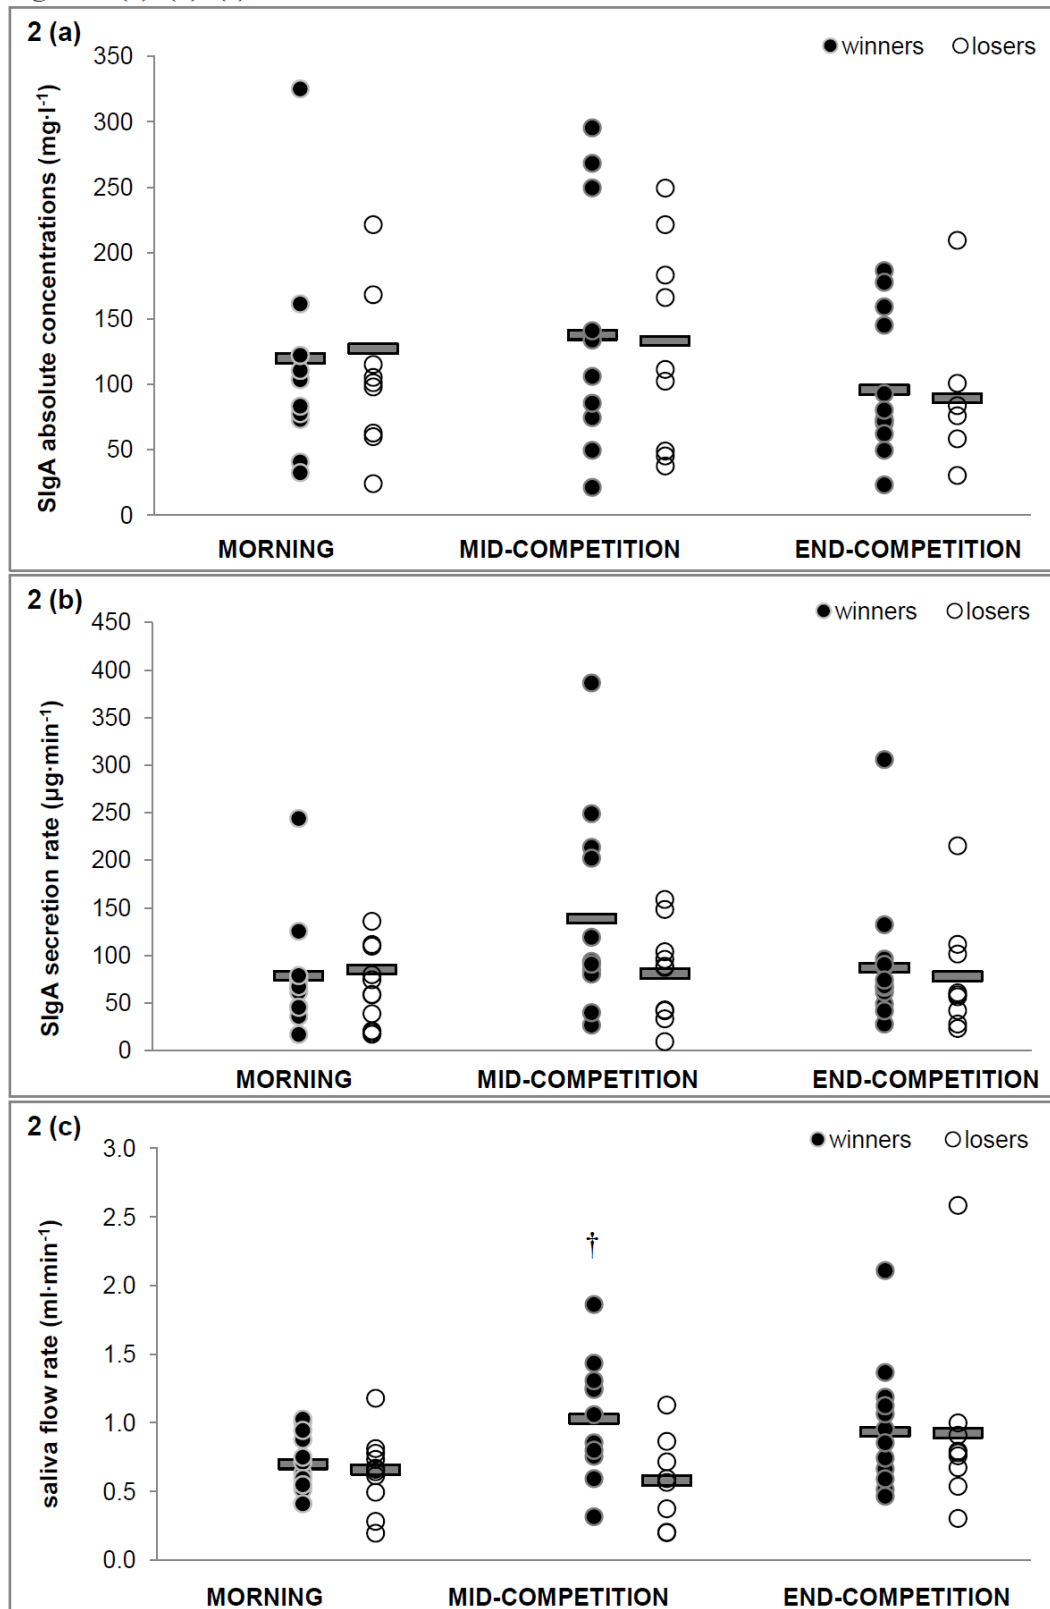 2 (a)
winners losers
SIgA absolute concentrations (mg·l-1)
350
300
250
200
150
100
50
0
MORNING MID-COMPETITION END-COMPETITION
2 (b)
winners losers
SIgA secretion rate (µg·min-1)
450
400
350
300
250
200
150
100
50
0
MORNING MID-COMPETITION END-COMPETITION
2 (c)
winners losers
saliva flow rate (ml·min-1)
3.0
2.5
†
2.0
1.5
1.0
0.5
0.0
MORNING MID-COMPETITION END-COMPETITION